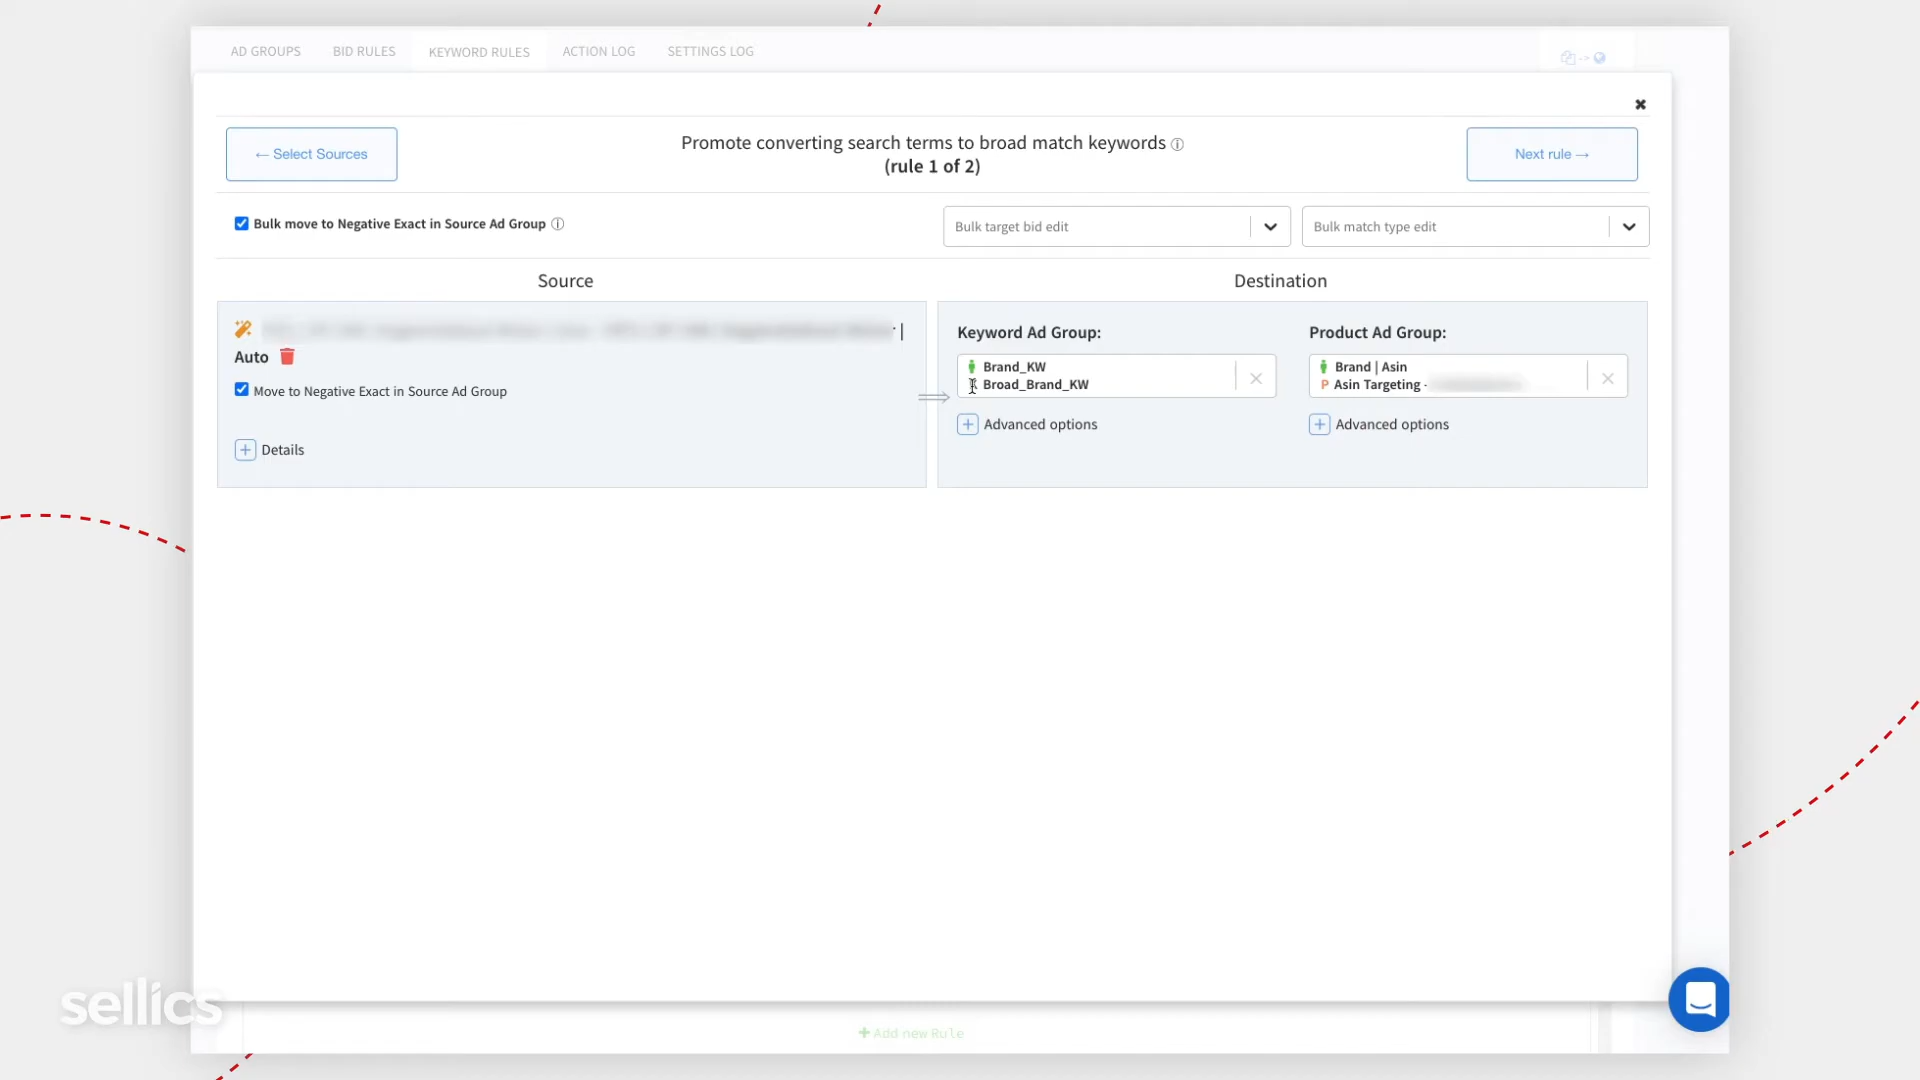 AD GROUPS BID RULES KEYWORD RULES ACTION LOG SETTINGS LOG
← Select Sources
Promote converting search terms to broad match keywords
(rule 1 of 2)
Next rule →
Bulk move to Negative Exact in Source Ad Group
Bulk target bid edit
Bulk match type edit
Source
Destination
|
Auto
Move to Negative Exact in Source Ad Group
+ Details
Keyword Ad Group:
Brand_KW
Broad_Brand_KW
+ Advanced options
Product Ad Group:
Brand | Asin
P Asin Targeting -
+ Advanced options
sellics
+ Add new Rule